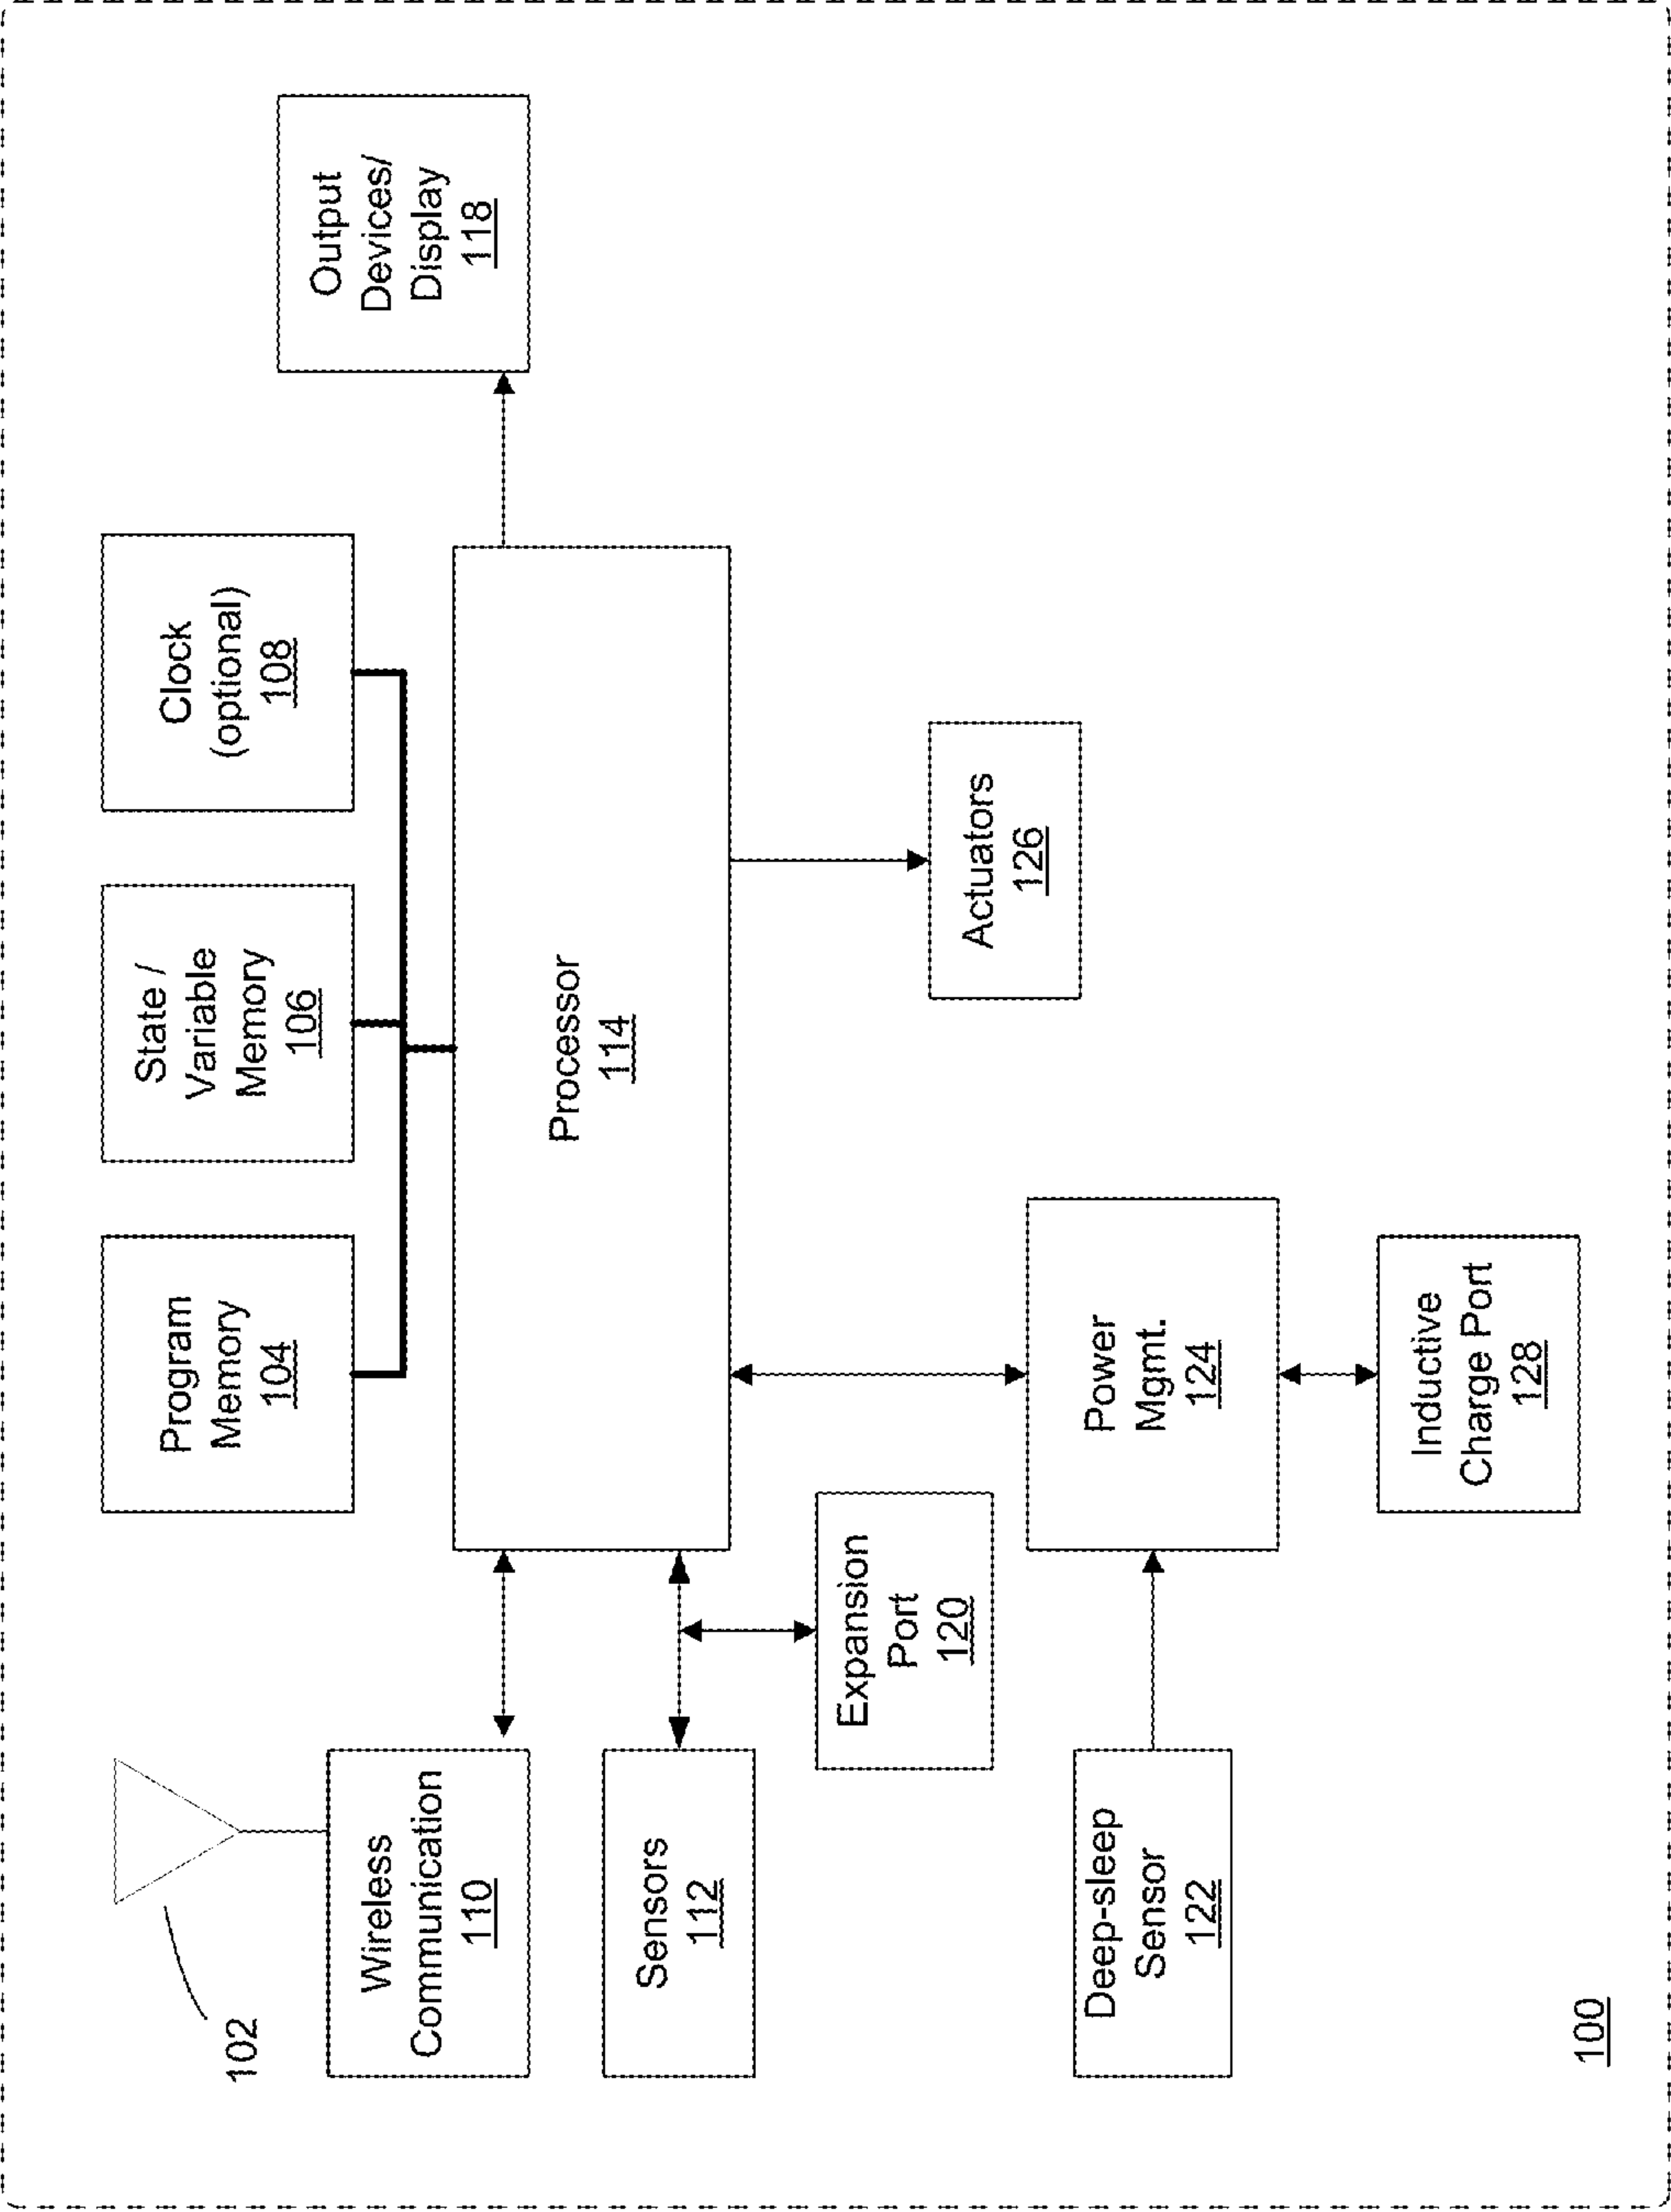 102
Program
Memory
104
State /
Variable
Memory
106
Clock
(optional)
108
Wireless
Communication
110
Processor
114
Output
Devices/
Display
118
Sensors
112
Expansion
Port
120
Actuators
126
Deep-sleep
Sensor
122
Power
Mgmt.
124
Inductive
Charge Port
128
100